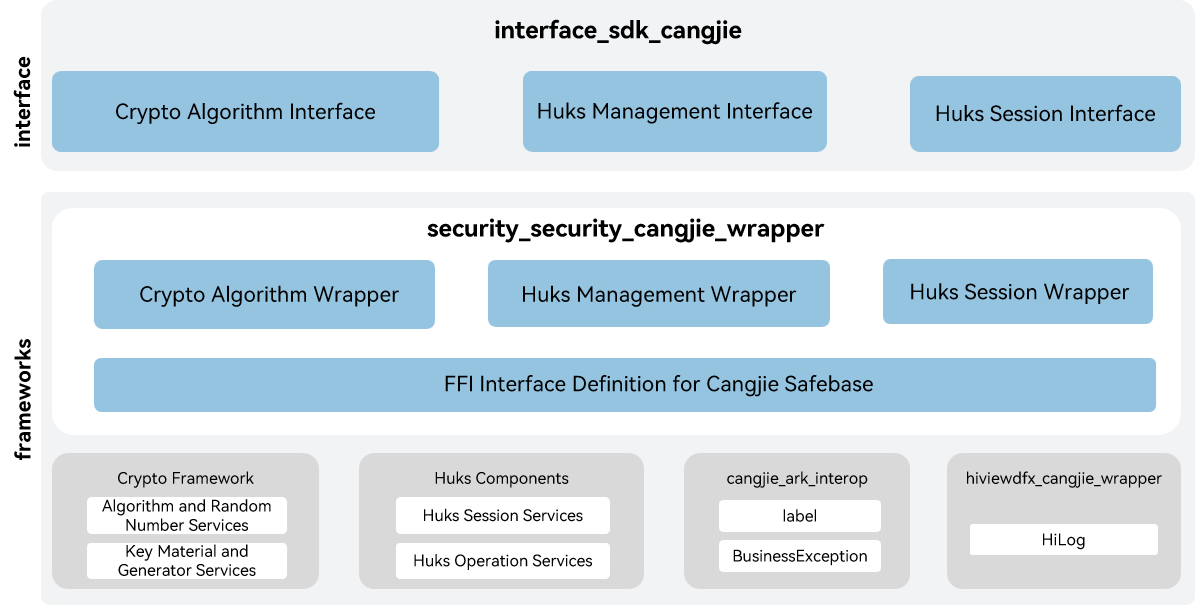 interface_sdk_cangjie
interface
Crypto Algorithm Interface
Huks Management Interface
Huks Session Interface
frameworks
security_security_cangjie_wrapper
Crypto Algorithm Wrapper
Huks Management Wrapper
Huks Session Wrapper
FFI Interface Definition for Cangjie Safebase
Crypto Framework
Algorithm and Random
Number Services
Key Material and
Generator Services
Huks Components
Huks Session Services
Huks Operation Services
cangjie_ark_interop
label
BusinessException
hiviewdfx_cangjie_wrapper
HiLog